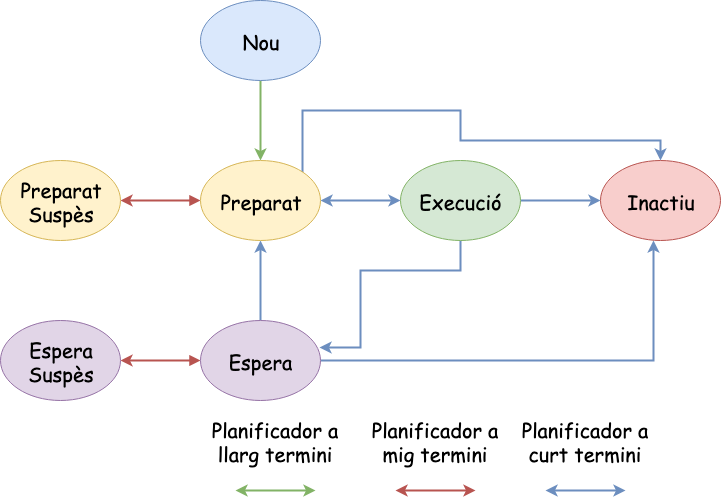 Nou
Preparat
Suspès
Preparat
Execució
Inactiu
Espera
Suspès
Espera
Planificador a
llarg termini
Planificador a
mig termini
Planificador a
curt termini